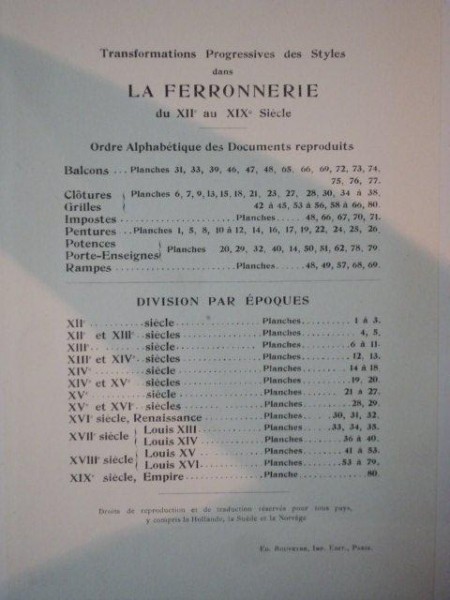 Transformations Progressives des Styles
dans
LA FERRONNERIE
du XIIe au XIXe Siècle
Ordre Alphabétique des Documents reproduits
Balcons ... Planches 31, 33, 39, 46, 47, 48, 65, 66, 69, 72, 73, 74,
75, 76, 77.
Clôtures } Planches 6, 7, 9, 13, 15, 18, 21, 23, 27, 28, 30, 34 à 38,
Grilles } 42 à 45, 53 à 56, 58 à 66, 80.
Impostes ........ Planches ..... 48, 66, 67, 70, 71.
Pentures ... Planches 1, 5, 8, 10 à 12, 14, 16, 17, 19, 22, 24, 25, 26.
Potences } Planches 20, 29, 32, 40, 14, 50, 51, 62, 78, 79.
Porte-Enseignes }
Rampes ........ Planches ..... 48, 49, 57, 68, 69.
DIVISION PAR ÉPOQUES
XIIe ........ siècle ........ Planches ........ 1 à 3.
XIIe et XIIIe siècles ........ Planches ........ 4, 5.
XIIIe ........ siècle ........ Planches ........ 6 à 11.
XIIIe et XIVe siècles ........ Planches ........ 12, 13.
XIVe ........ siècle ........ Planches ........ 14 à 18.
XIVe et XVe siècles ........ Planches ........ 19, 20.
XVe ........ siècle ........ Planches ........ 21 à 27.
XVe et XVIe siècles ........ Planches ........ 28, 29.
XVIe siècle, Renaissance ........ Planches ........ 30, 31, 32.
XVIIe siècle { Louis XIII ........ Planches ........ 33, 34, 35.
Louis XIV ........ Planches ........ 36 à 40.
XVIIIe siècle { Louis XV ........ Planches ........ 41 à 53
Louis XVI ........ Planches ........ 53 à 79.
XIXe siècle, Empire ........ Planche ........ 80.
Droits de reproduction et de traduction réservés pour tous pays,
y compris la Hollande, la Suède et la Norvège
Ed. Rouveyre, Imp. Edit., Paris.